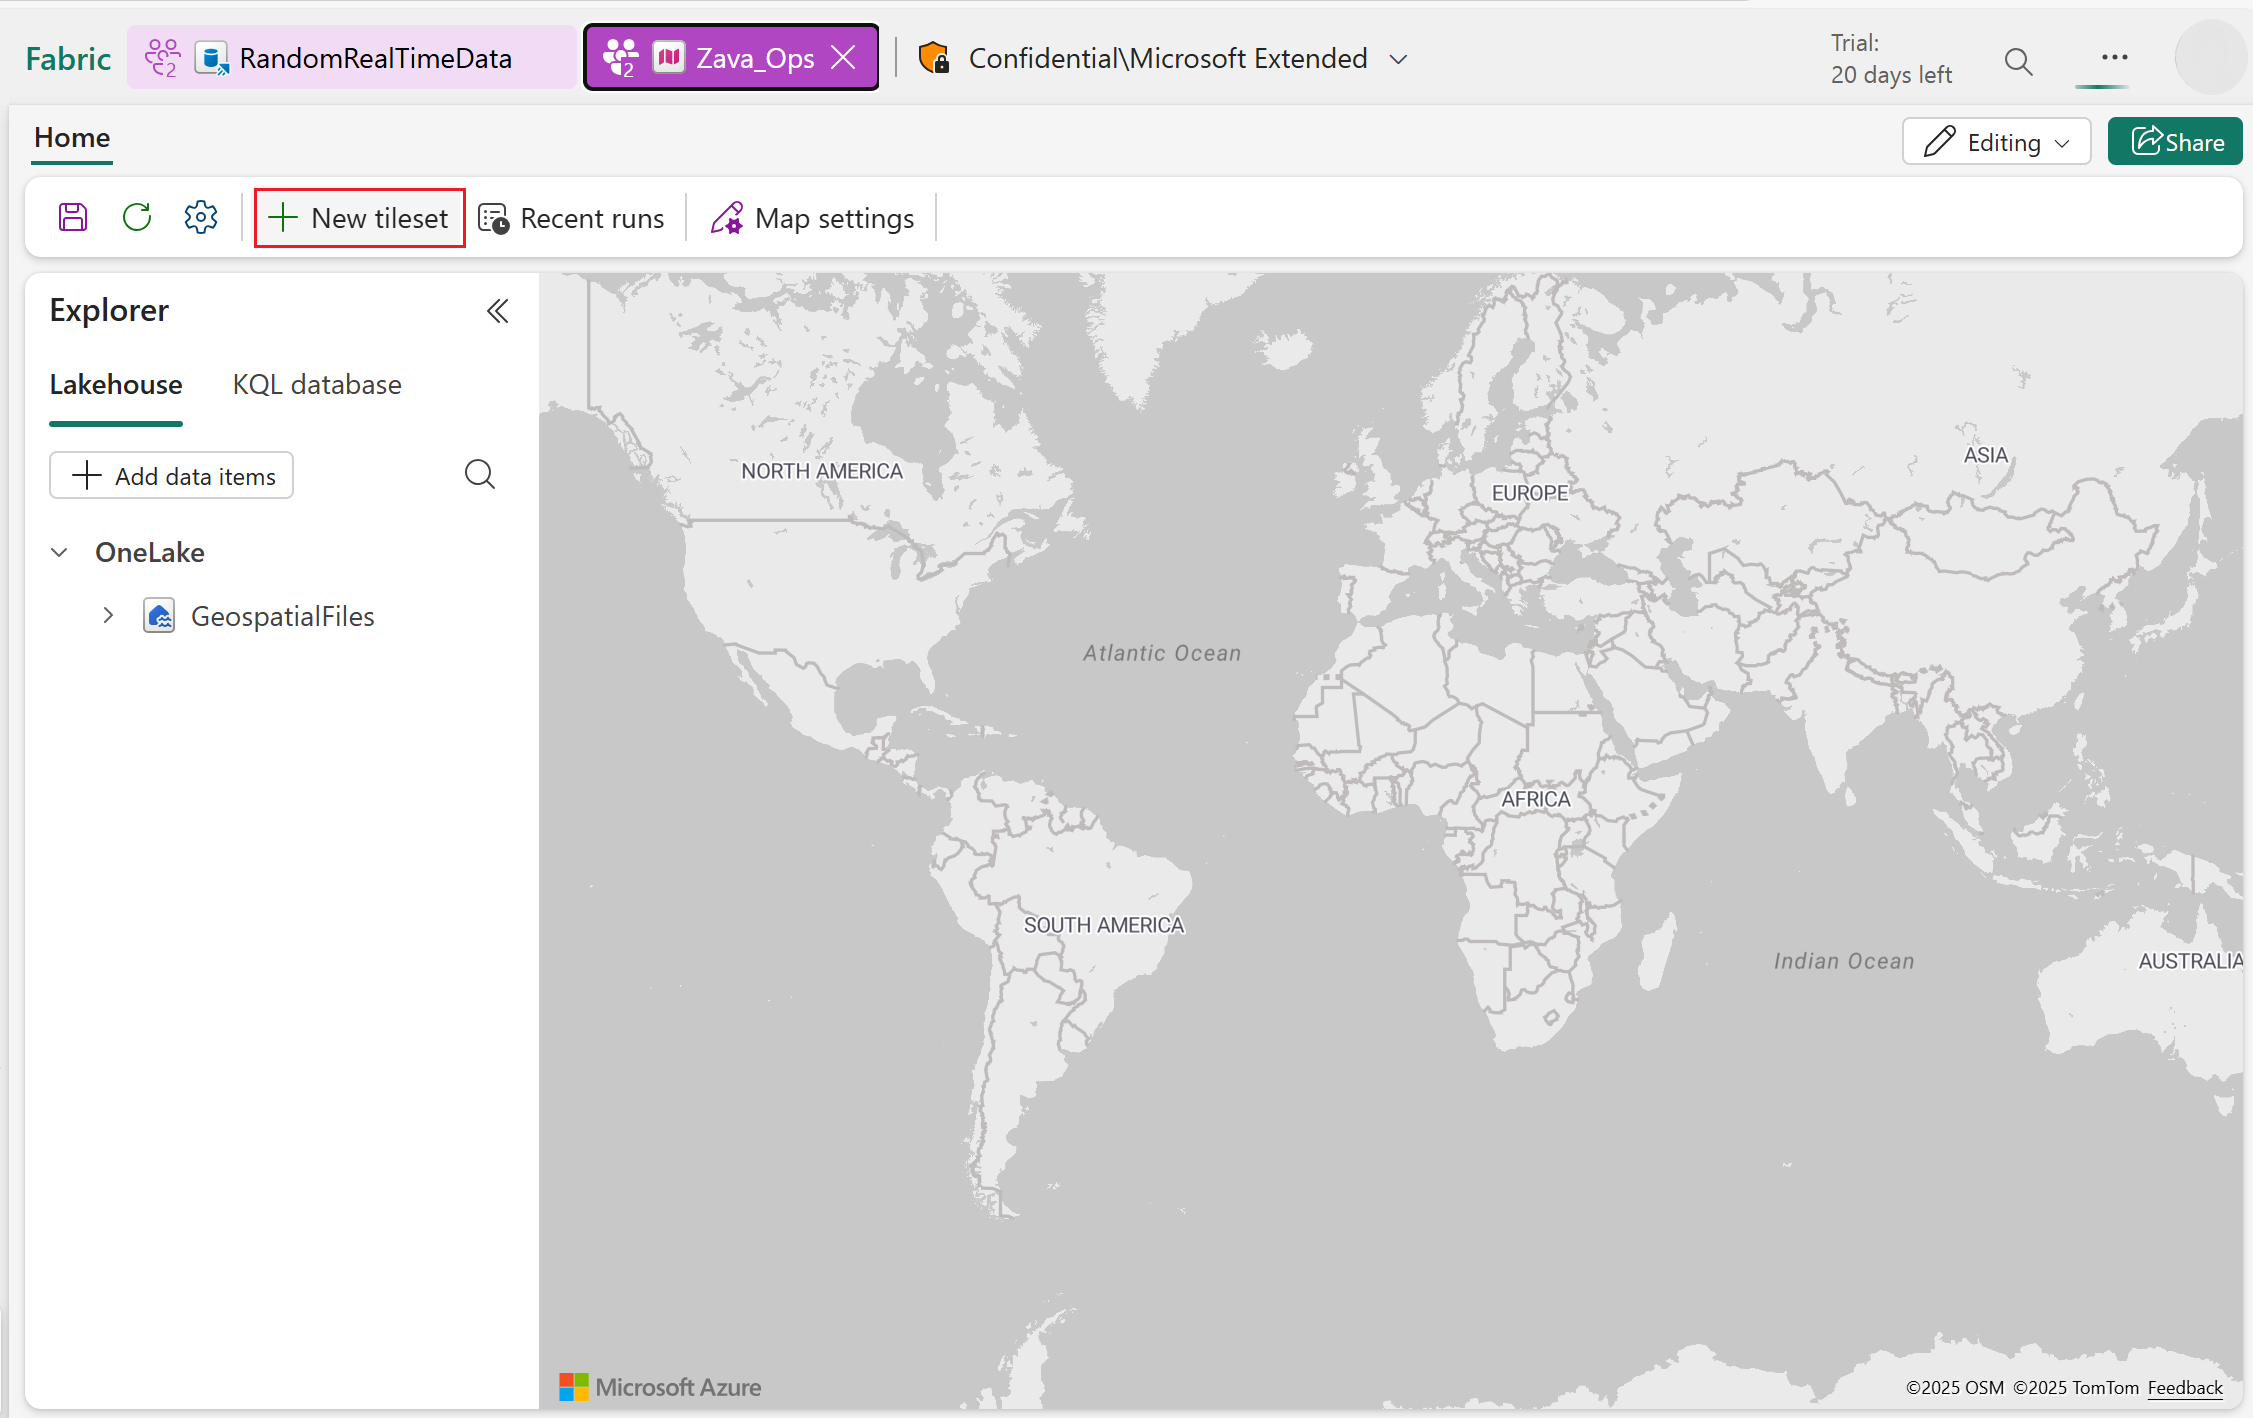 Fabric
2
RandomRealTimeData
2
Zava_Ops
Confidential\Microsoft Extended
Trial:
20 days left
Home
Editing
Share
New tileset
Recent runs
Map settings
Explorer
Lakehouse
KQL database
Add data items
OneLake
GeospatialFiles
NORTH AMERICA
EUROPE
ASIA
Atlantic Ocean
AFRICA
SOUTH AMERICA
Indian Ocean
AUSTRALIA
Microsoft Azure
©2025 OSM ©2025 TomTom Feedback